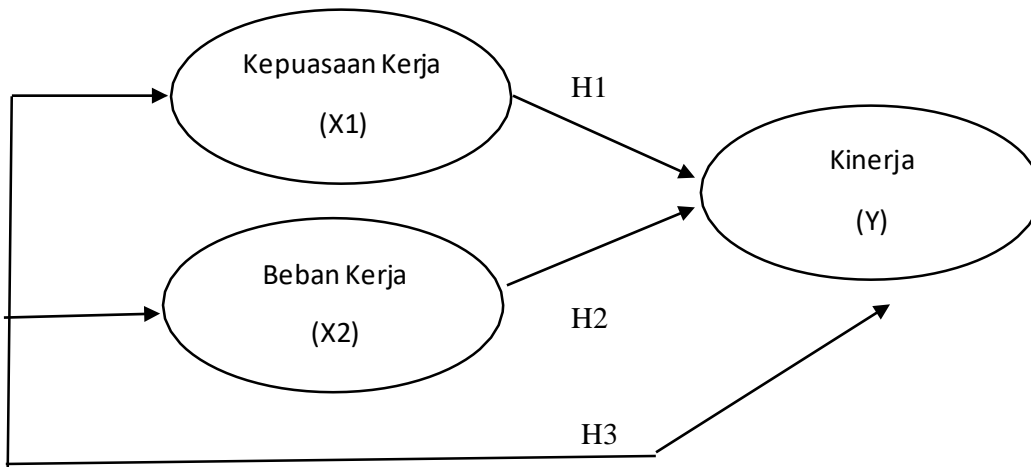 Kepuasaan Kerja
(X1)
H1
Kinerja
(Y)
Beban Kerja
(X2)
H2
H3